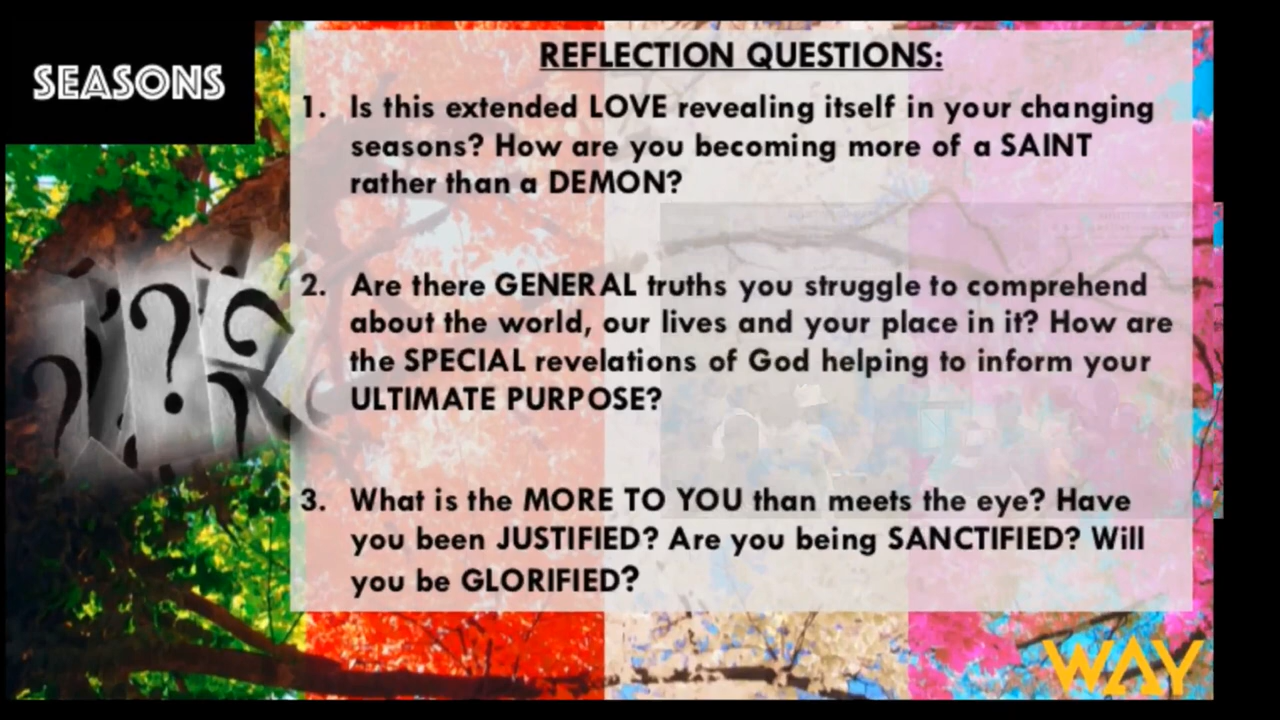 SEASONS
REFLECTION QUESTIONS:
1. Is this extended LOVE revealing itself in your changing
seasons? How are you becoming more of a SAINT
rather than a DEMON?
2. Are there GENERAL truths you struggle to comprehend
about the world, our lives and your place in it? How are
the SPECIAL revelations of God helping to inform your
ULTIMATE PURPOSE?
3. What is the MORE TO YOU than meets the eye? Have
you been JUSTIFIED? Are you being SANCTIFIED? Will
you be GLORIFIED?
WAY